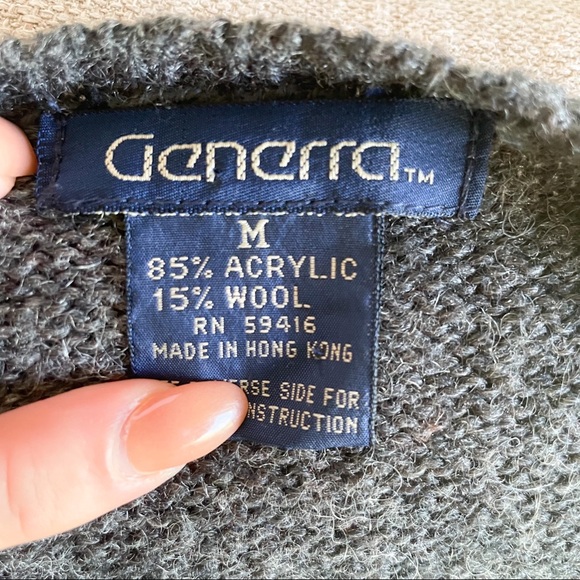 Generra™
M
85% ACRYLIC
15% WOOL
RN 59416
MADE IN HONG KONG
SIDE FOR